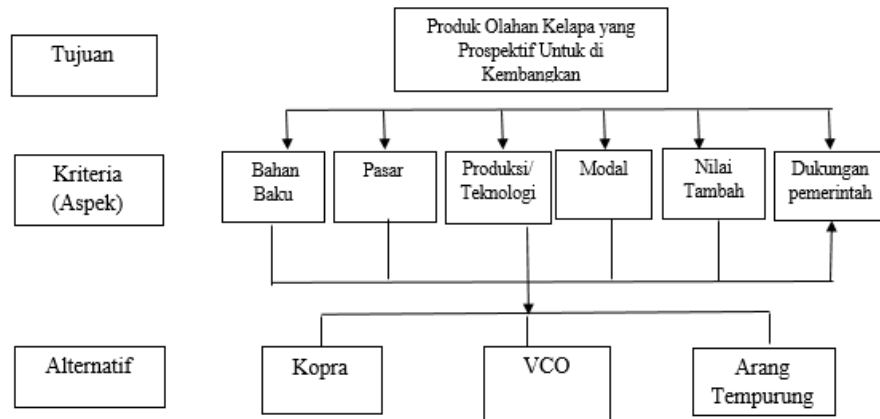 Tujuan
Produk Olahan Kelapa yang
Prospektif Untuk di
Kembangkan
Kriteria
(Aspek)
Bahan
Baku
Pasar
Produksi/
Teknologi
Modal
Nilai
Tambah
Dukungan
pemerintah
Alternatif
Kopra
VCO
Arang
Tempurung